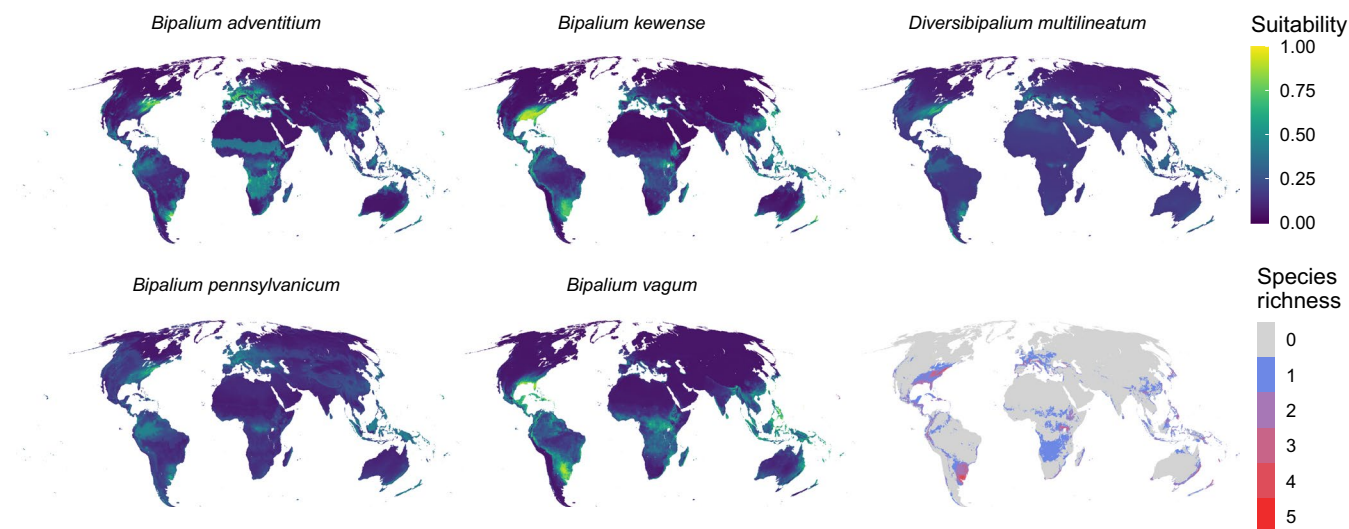 Bipalium adventitium
Bipalium kewense
Diversibipalium multilineatum
Suitability
1.00
0.75
0.50
0.25
0.00
Bipalium pennsylvanicum
Bipalium vagum
Species
richness
0
1
2
3
4
5